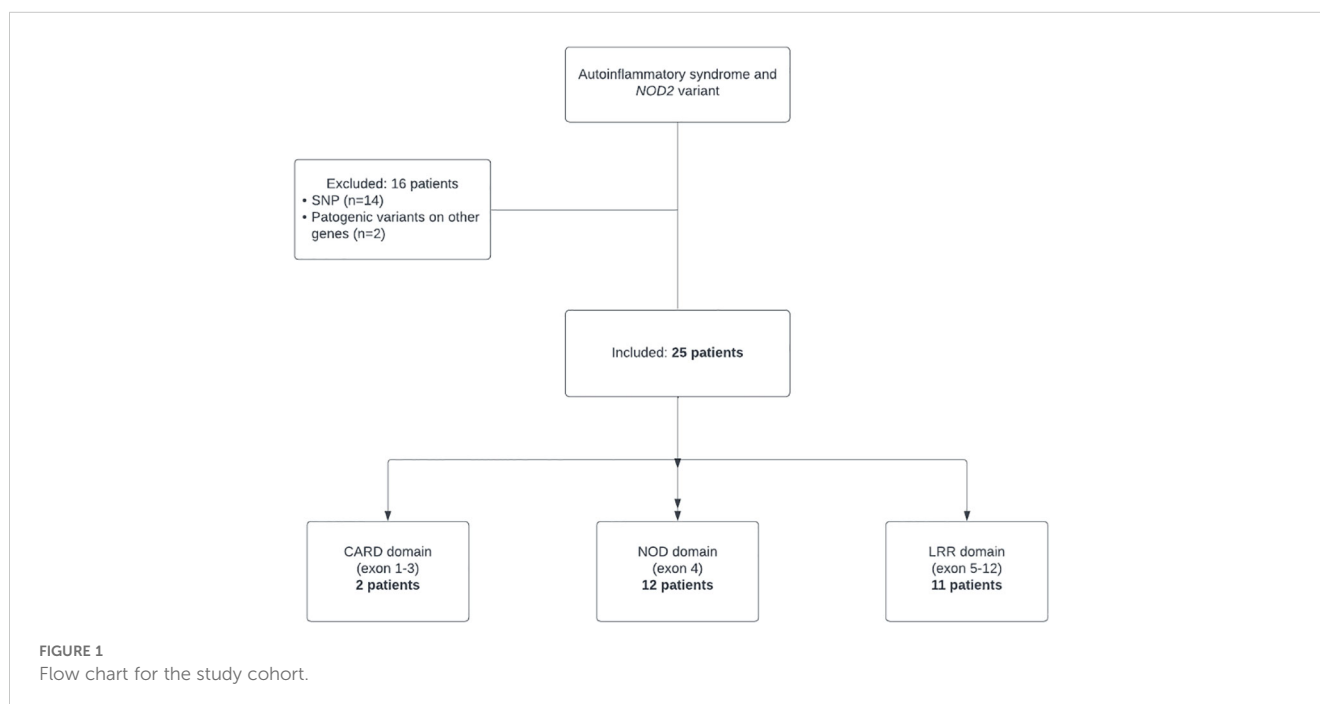 Autoinflammatory syndrome and
NOD2 variant
Excluded: 16 patients
• SNP (n=14)
• Patogenic variants on other
genes (n=2)
Included: 25 patients
CARD domain
(exon 1-3)
2 patients
NOD domain
(exon 4)
12 patients
LRR domain
(exon 5-12)
11 patients
FIGURE 1
Flow chart for the study cohort.